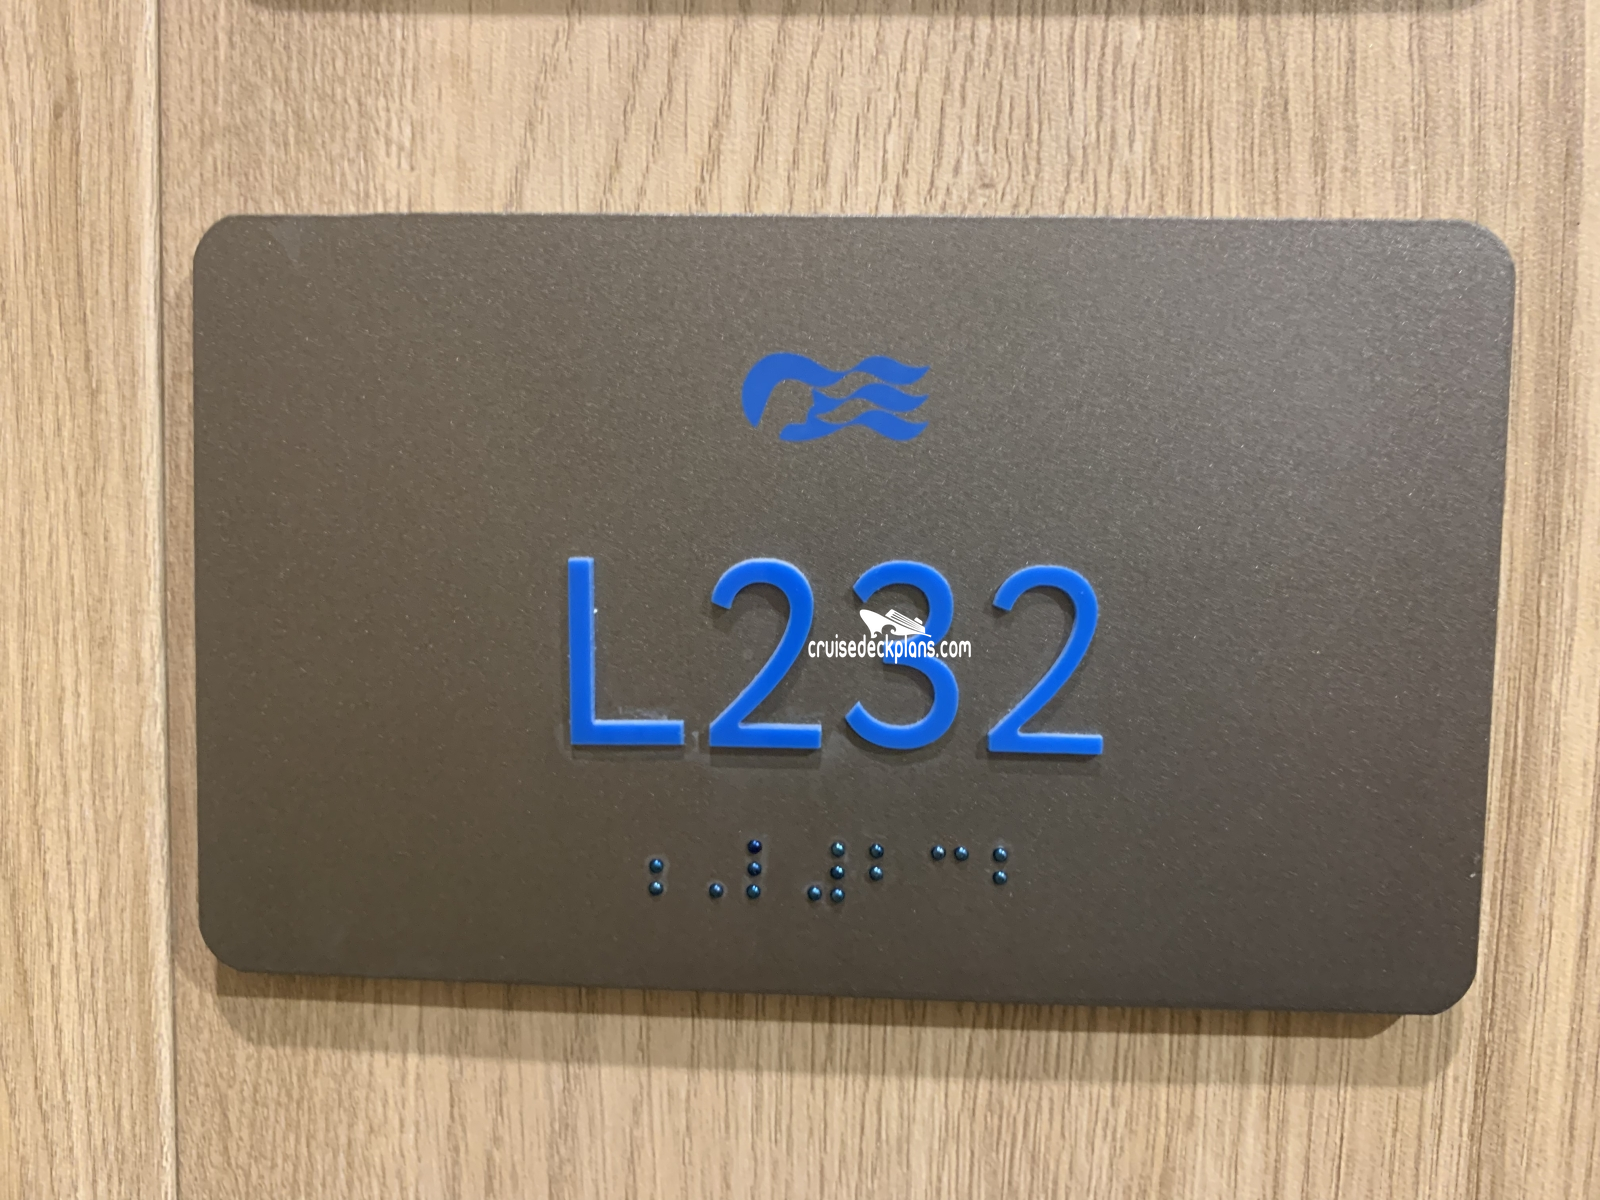 L232
cruisedeckplans.com
⠰⠠⠇⠼⠃⠉⠃